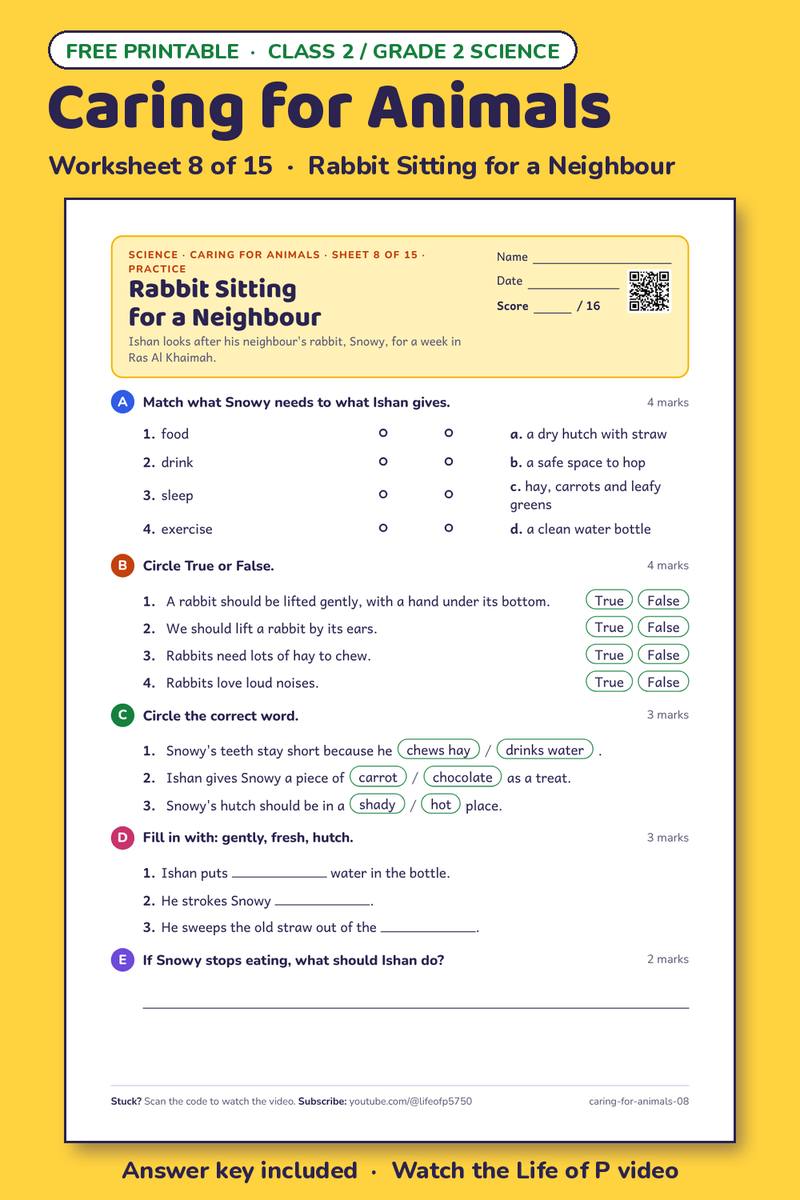 FREE PRINTABLE · CLASS 2 / GRADE 2 SCIENCE
Caring for Animals
Worksheet 8 of 15 · Rabbit Sitting for a Neighbour
SCIENCE · CARING FOR ANIMALS · SHEET 8 OF 15 ·
PRACTICE
Rabbit Sitting
for a Neighbour
Ishan looks after his neighbour's rabbit, Snowy, for a week in
Ras Al Khaimah.
Name
Date
Score / 16
A Match what Snowy needs to what Ishan gives. 4 marks
1. food a. a dry hutch with straw
2. drink b. a safe space to hop
3. sleep c. hay, carrots and leafy
greens
4. exercise d. a clean water bottle
B Circle True or False. 4 marks
1. A rabbit should be lifted gently, with a hand under its bottom. True False
2. We should lift a rabbit by its ears. True False
3. Rabbits need lots of hay to chew. True False
4. Rabbits love loud noises. True False
C Circle the correct word. 3 marks
1. Snowy's teeth stay short because he chews hay / drinks water .
2. Ishan gives Snowy a piece of carrot / chocolate as a treat.
3. Snowy's hutch should be in a shady / hot place.
D Fill in with: gently, fresh, hutch. 3 marks
1. Ishan puts ____________ water in the bottle.
2. He strokes Snowy ____________.
3. He sweeps the old straw out of the ____________.
E If Snowy stops eating, what should Ishan do? 2 marks
Stuck? Scan the code to watch the video. Subscribe: youtube.com/@lifeofp5750 caring-for-animals-08
Answer key included · Watch the Life of P video